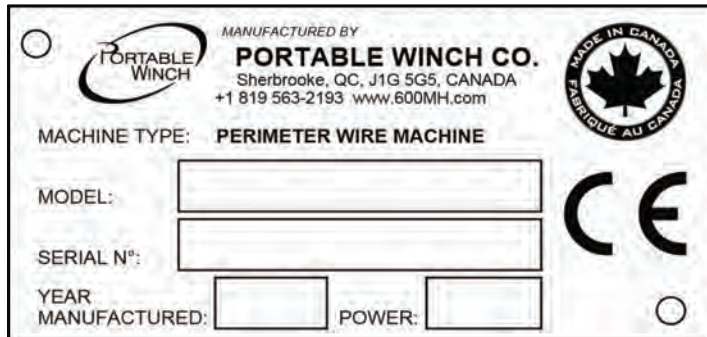 MANUFACTURED BY
PORTABLE WINCH
PORTABLE WINCH CO.
Sherbrooke, QC, J1G 5G5, CANADA
+1 819 563-2193 www.600MH.com
MADE IN CANADA
FABRIQUÉ AU CANADA
MACHINE TYPE: PERIMETER WIRE MACHINE
MODEL:
CE
SERIAL N°:
YEAR
MANUFACTURED:
POWER: